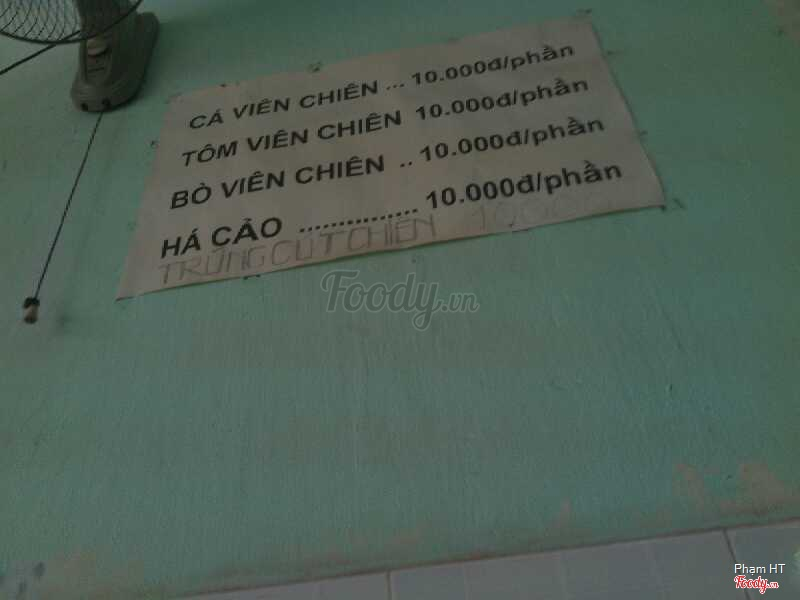 CÁ VIÊN CHIÊN ... 10.000đ/phần
TÔM VIÊN CHIÊN 10.000đ/phần
BÒ VIÊN CHIÊN .. 10.000đ/phần
HÁ CẢO ............... 10.000đ/phần
TRỨNG CÚT CHIÊN
Foody.vn
Phạm HT
Foody.vn